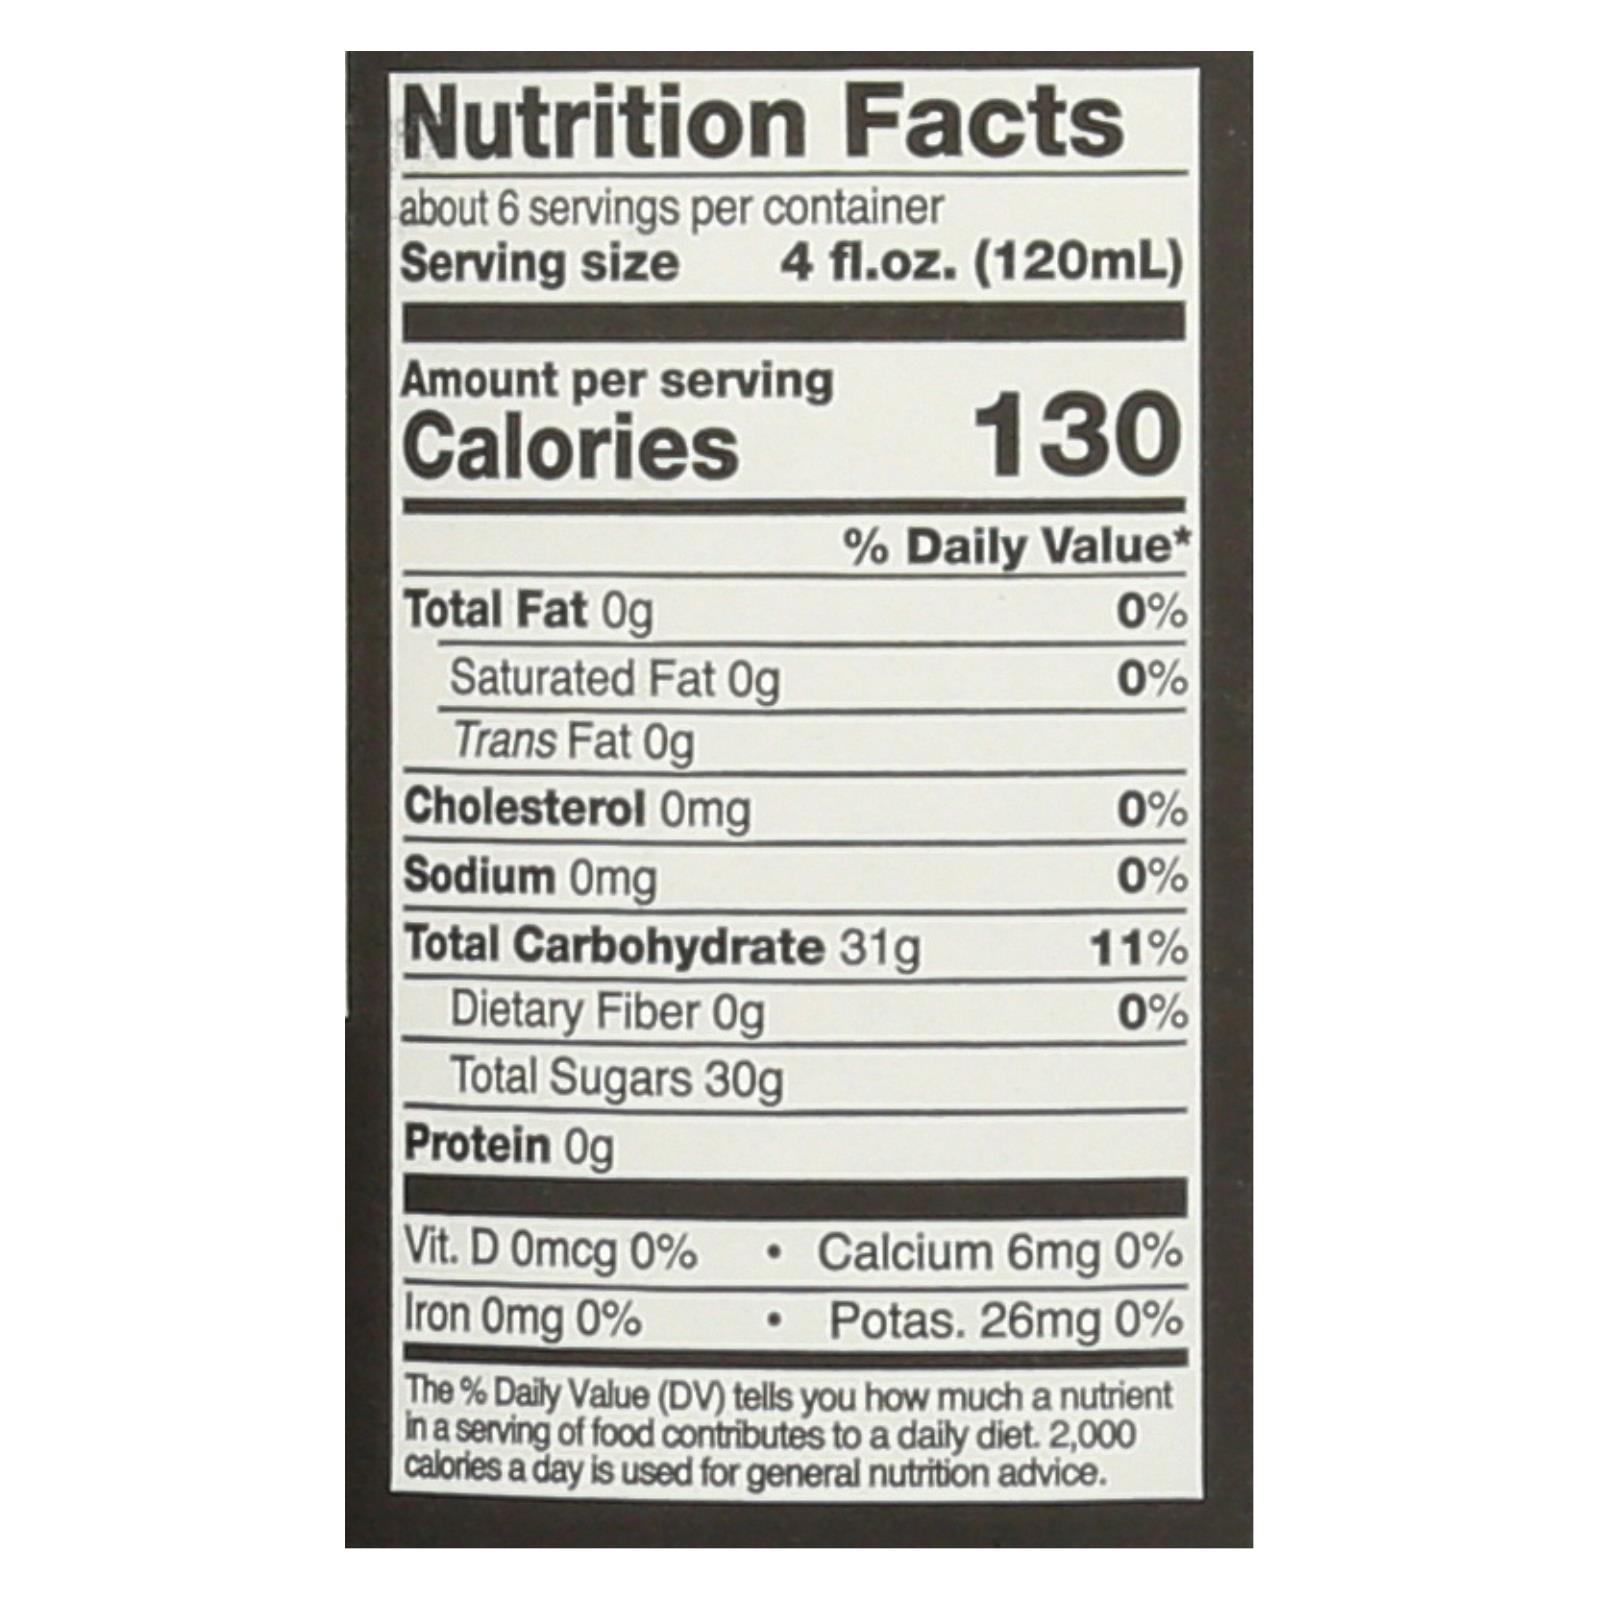 Nutrition Facts
about 6 servings per container
Serving size 4 fl.oz. (120mL)
Amount per serving
Calories 130
% Daily Value*
Total Fat 0g 0%
Saturated Fat 0g 0%
Trans Fat 0g
Cholesterol 0mg 0%
Sodium 0mg 0%
Total Carbohydrate 31g 11%
Dietary Fiber 0g 0%
Total Sugars 30g
Protein 0g
Vit. D 0mcg 0% • Calcium 6mg 0%
Iron 0mg 0% • Potas. 26mg 0%
The % Daily Value (DV) tells you how much a nutrient
in a serving of food contributes to a daily diet. 2,000
calories a day is used for general nutrition advice.